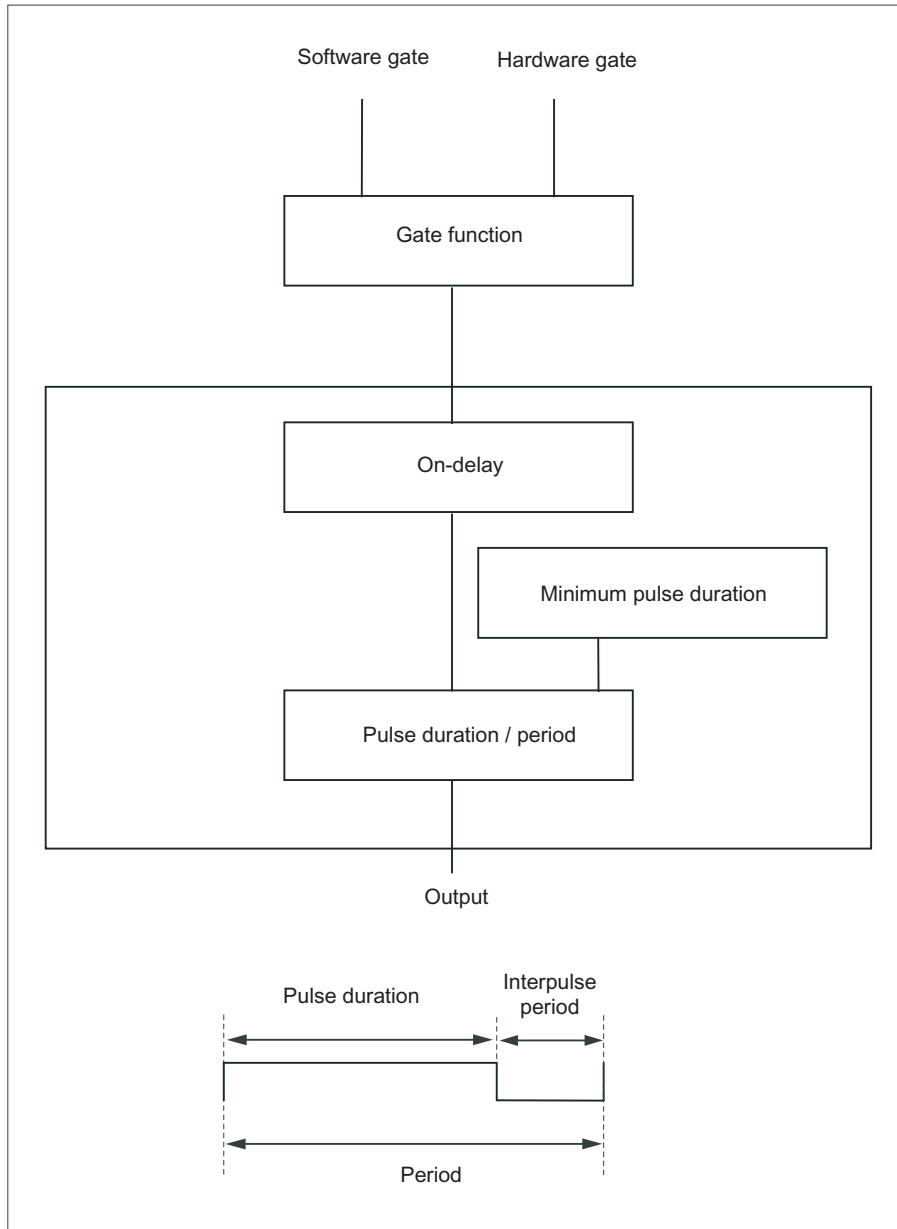 Software gate
Hardware gate
Gate function
On-delay
Minimum pulse duration
Pulse duration / period
Output
Pulse duration
Interpulse
period
Period